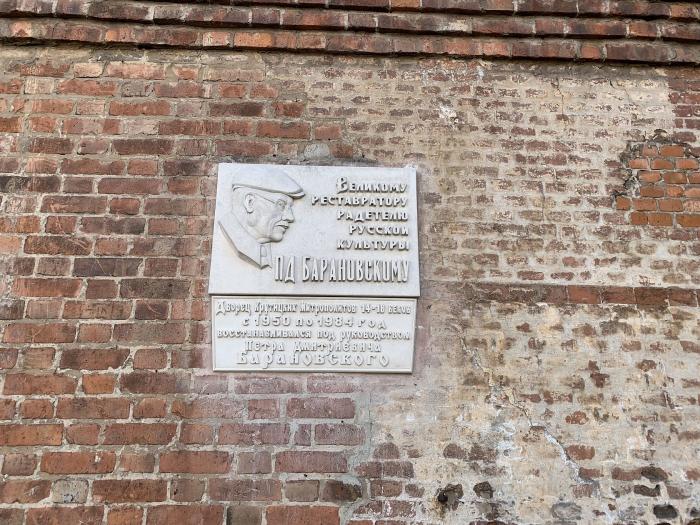 Великому
реставратору
радетелю
русской
культуры
ПД Барановскому
Дворец Крутицких Митрополитов 14-18 веков
с 1950 по 1984 год
восстанавливался под руководством
Петра Дмитриевича
Барановского